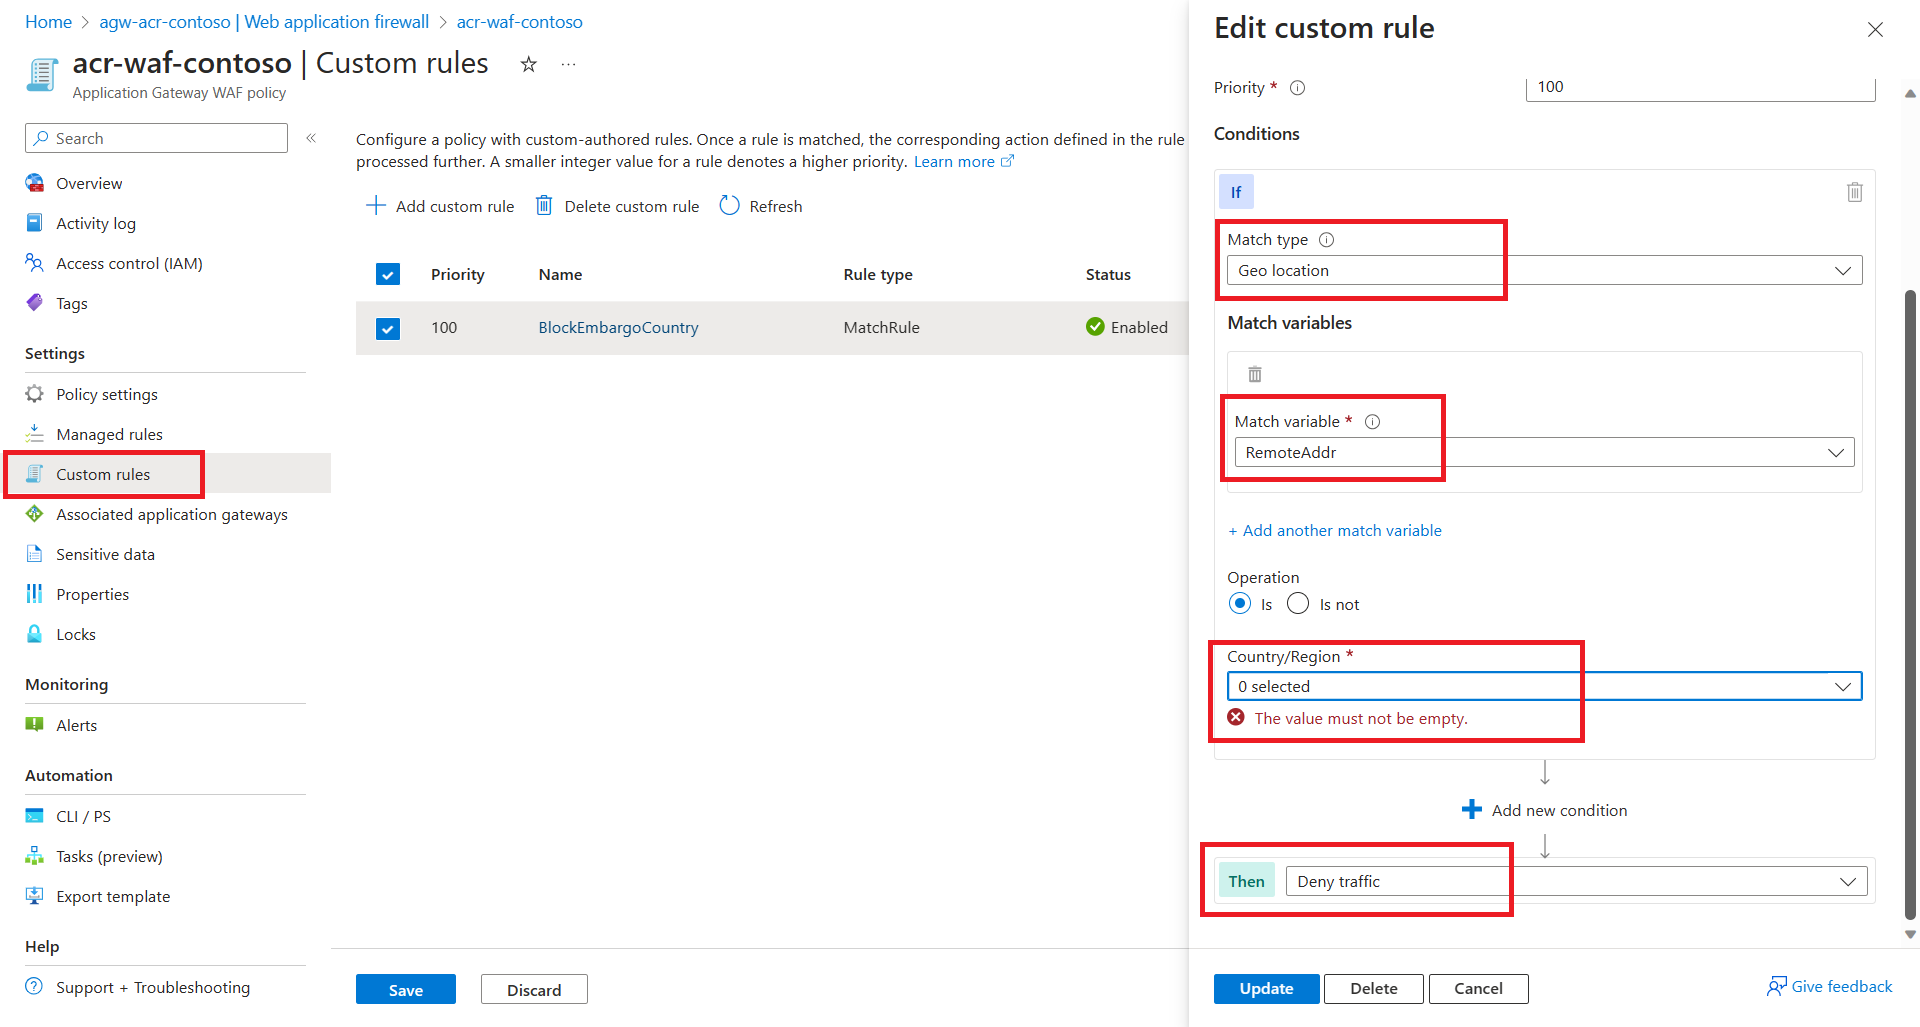 Home > agw-acr-contoso | Web application firewall > acr-waf-contoso
acr-waf-contoso | Custom rules ☆ ...
Application Gateway WAF policy
Search «
Overview
Activity log
Access control (IAM)
Tags
Settings
Policy settings
Managed rules
Custom rules
Associated application gateways
Sensitive data
Properties
Locks
Monitoring
Alerts
Automation
CLI / PS
Tasks (preview)
Export template
Help
Support + Troubleshooting
Configure a policy with custom-authored rules. Once a rule is matched, the corresponding action defined in the rule
processed further. A smaller integer value for a rule denotes a higher priority. Learn more
Add custom rule Delete custom rule Refresh
Priority Name Rule type Status
100 BlockEmbargoCountry MatchRule Enabled
Save Discard
Edit custom rule
Priority * 100
Conditions
If
Match type
Geo location
Match variables
Match variable *
RemoteAddr
+ Add another match variable
Operation
Is Is not
Country/Region *
0 selected
The value must not be empty.
Add new condition
Then Deny traffic
Update Delete Cancel Give feedback